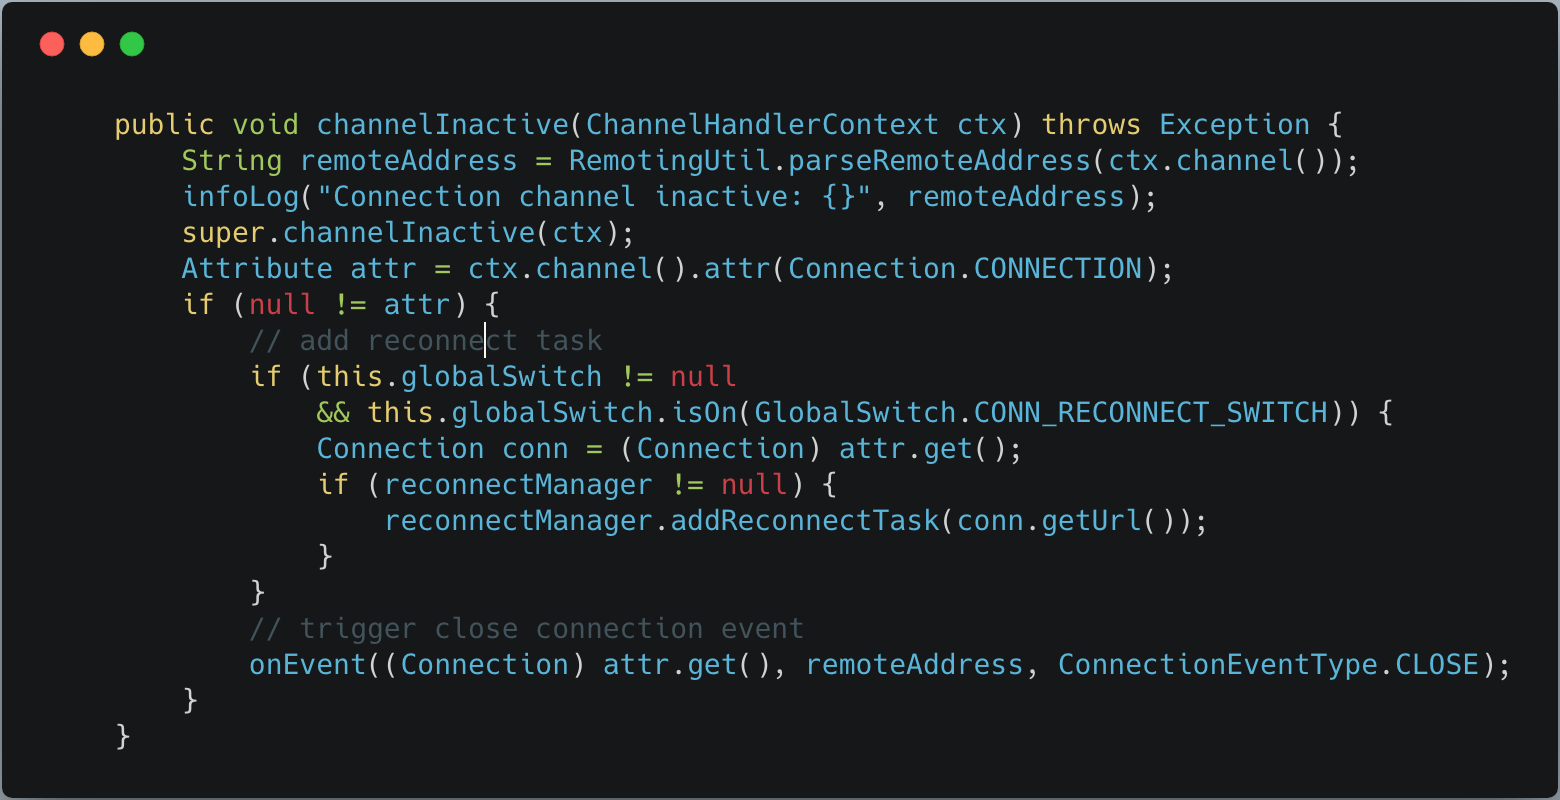 public void channelInactive(ChannelHandlerContext ctx) throws Exception {
    String remoteAddress = RemotingUtil.parseRemoteAddress(ctx.channel());
    infoLog("Connection channel inactive: {}", remoteAddress);
    super.channelInactive(ctx);
    Attribute attr = ctx.channel().attr(Connection.CONNECTION);
    if (null != attr) {
        // add reconnect task
        if (this.globalSwitch != null
            && this.globalSwitch.isOn(GlobalSwitch.CONN_RECONNECT_SWITCH)) {
            Connection conn = (Connection) attr.get();
            if (reconnectManager != null) {
                reconnectManager.addReconnectTask(conn.getUrl());
            }
        }
        // trigger close connection event
        onEvent((Connection) attr.get(), remoteAddress, ConnectionEventType.CLOSE);
    }
}